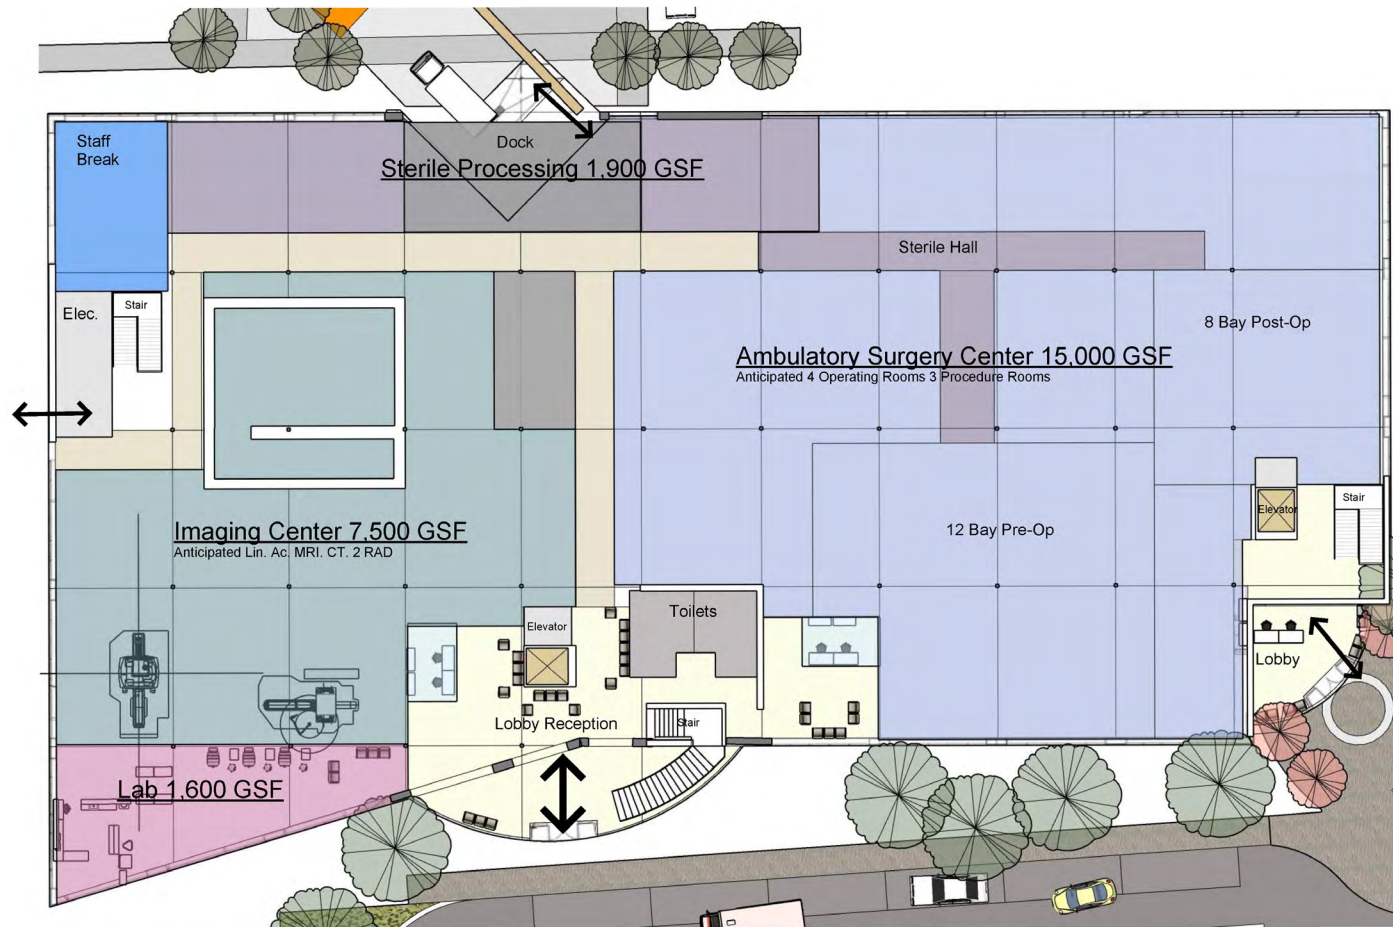 Staff
Break
Dock
Sterile Processing 1,900 GSF
Sterile Hall
Elec.
Stair
8 Bay Post-Op
Ambulatory Surgery Center 15,000 GSF
Anticipated 4 Operating Rooms 3 Procedure Rooms
Imaging Center 7,500 GSF
Anticipated Lin. Ac. MRI. CT. 2 RAD
12 Bay Pre-Op
Elevator
Stair
Toilets
Elevator
Lobby
Lobby Reception
Stair
Lab 1,600 GSF